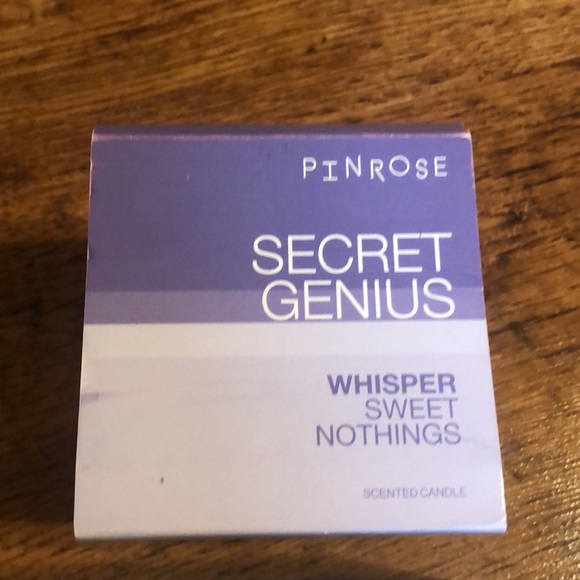 PINROSE
SECRET
GENIUS
WHISPER
SWEET
NOTHINGS
SCENTED CANDLE